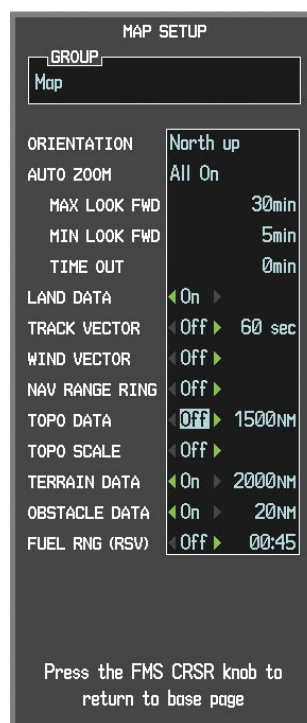 MAP SETUP
GROUP
Map
ORIENTATION North up
AUTO ZOOM All On
MAX LOOK FWD 30min
MIN LOOK FWD 5min
TIME OUT 0min
LAND DATA On
TRACK VECTOR Off 60 sec
WIND VECTOR Off
NAV RANGE RING Off
TOPO DATA Off 1500NM
TOPO SCALE Off
TERRAIN DATA On 2000NM
OBSTACLE DATA On 20NM
FUEL RNG (RSV) Off 00:45
Press the FMS CRSR knob to
return to base page